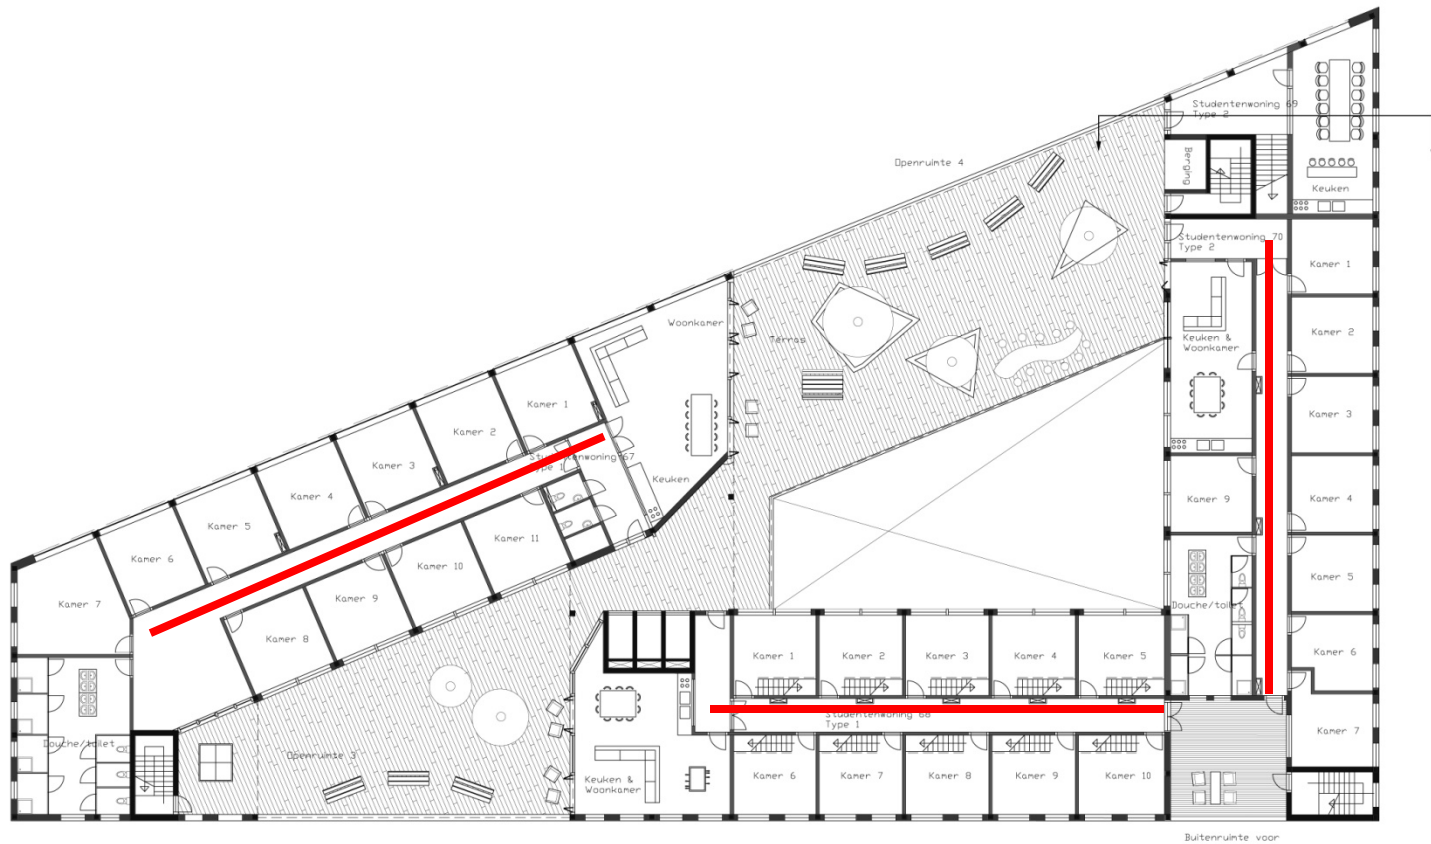 Studentenwoning 69
Type 2
Openruimte 4
Berging
Keuken
Studentenwoning 70
Type 2
Kamer 1
Woonkamer
Terras
Keuken &
Woonkamer
Kamer 2
Kamer 1
Kamer 2
Kamer 3
Kamer 3
Studentenwoning 67
Type 1
Keuken
Kamer 4
Kamer 9
Kamer 4
Kamer 5
Kamer 11
Kamer 6
Kamer 10
Kamer 5
Kamer 7
Kamer 9
Douche/toilet
Kamer 8
Kamer 1
Kamer 2
Kamer 3
Kamer 4
Kamer 5
Kamer 6
Studentenwoning 68
Type 1
Kamer 7
Douche/toilet
Openruimte 3
Keuken &
Woonkamer
Kamer 6
Kamer 7
Kamer 8
Kamer 9
Kamer 10
Buitenruimte voor